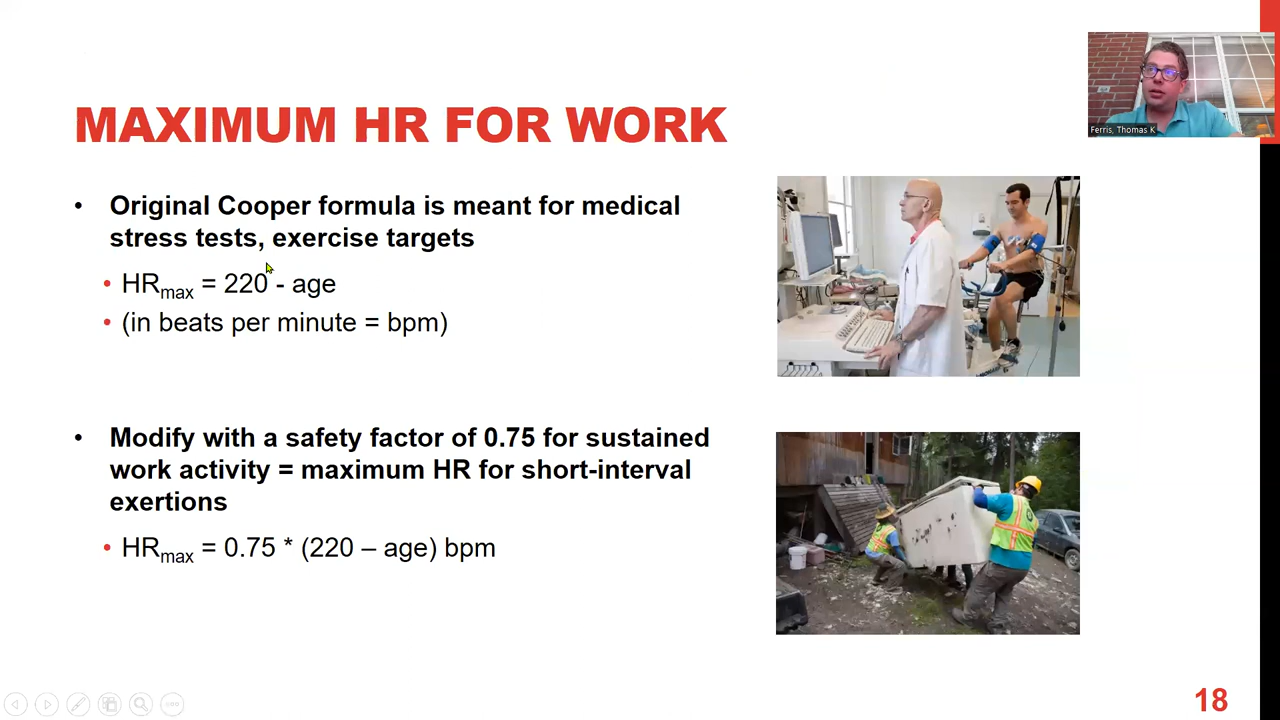 Ferris, Thomas K
MAXIMUM HR FOR WORK
• Original Cooper formula is meant for medical
stress tests, exercise targets
• HRmax = 220 - age
• (in beats per minute = bpm)
• Modify with a safety factor of 0.75 for sustained
work activity = maximum HR for short-interval
exertions
• HRmax = 0.75 * (220 – age) bpm
18